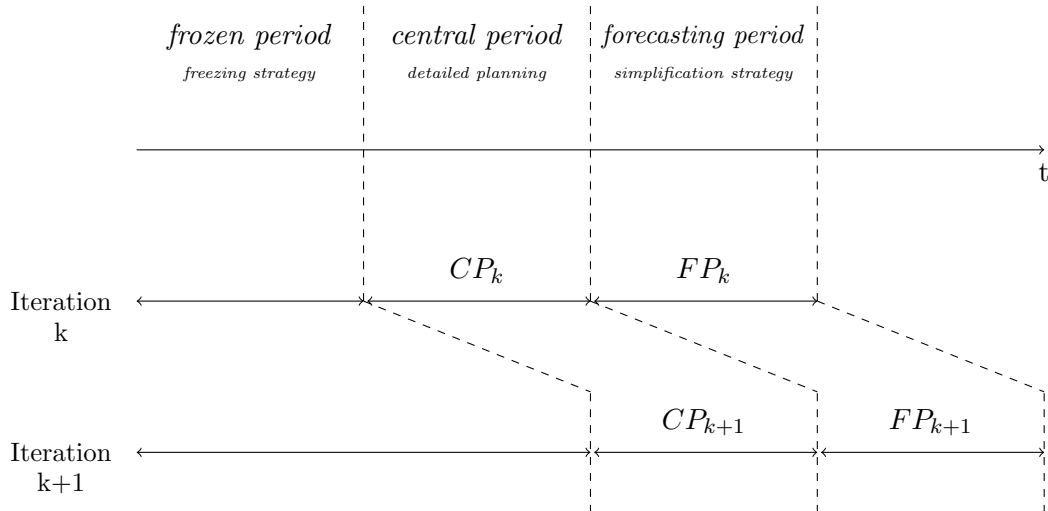 frozen period central period forecasting period
freezing strategy detailed planning simplification strategy
t
CP_k FP_k
Iteration
k
CP_{k+1} FP_{k+1}
Iteration
k+1